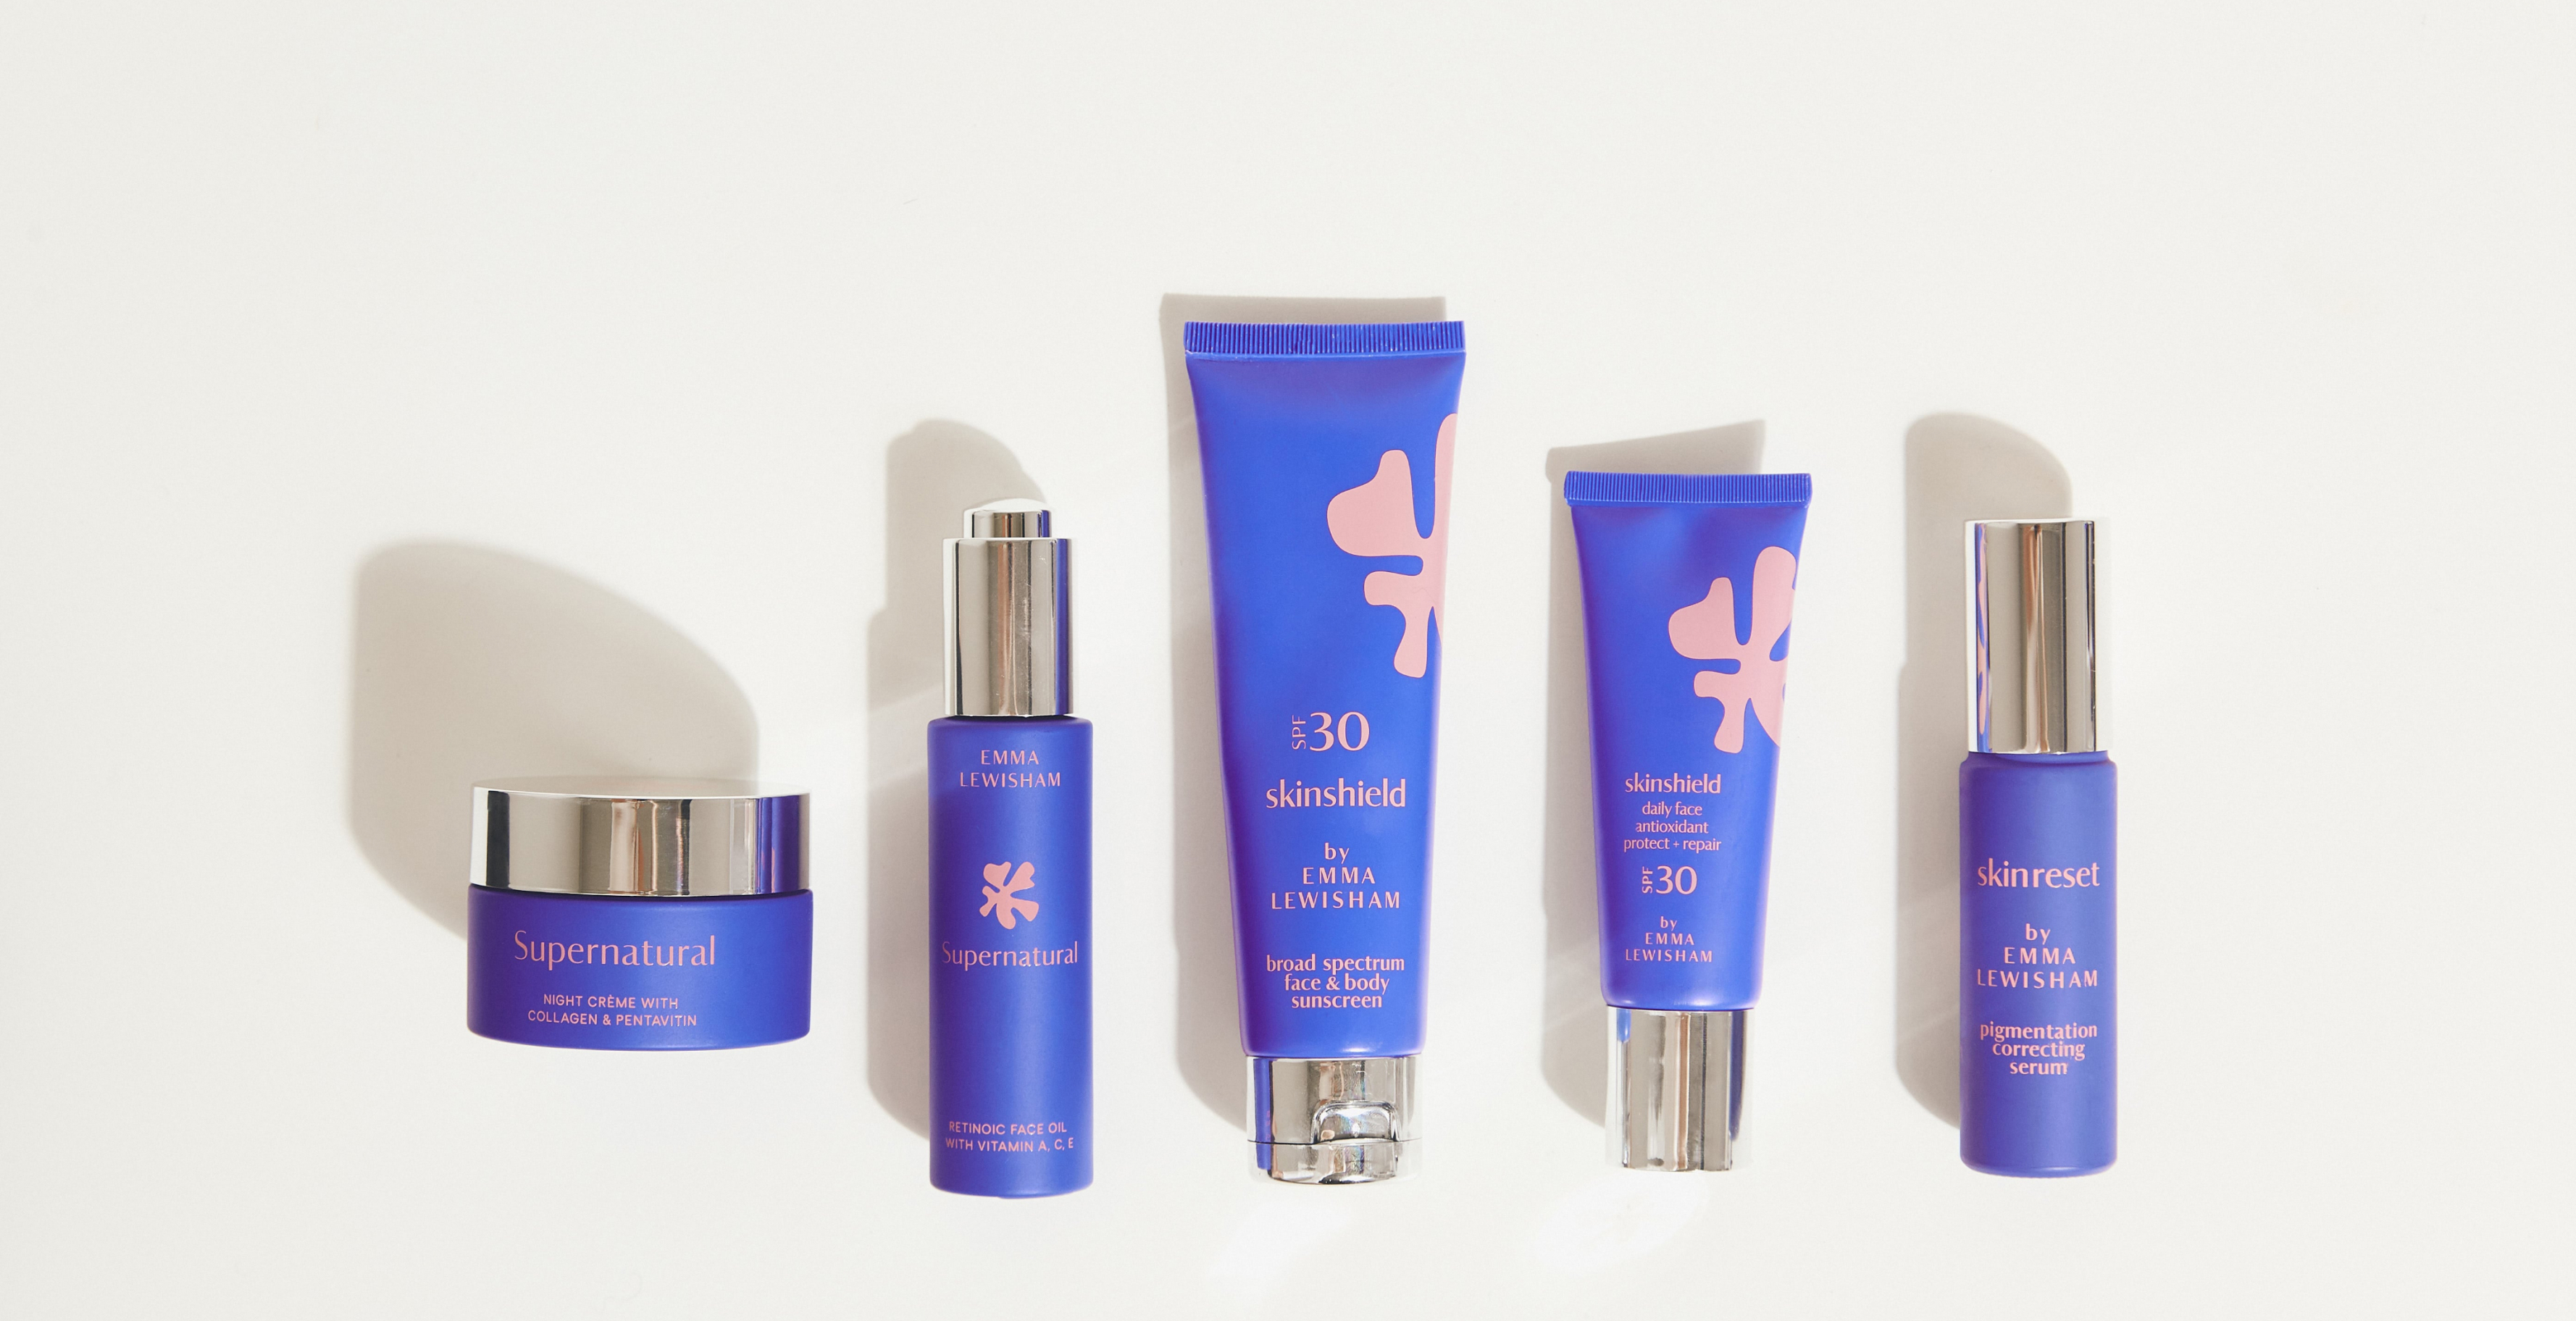 Supernatural
NIGHT CRÈME WITH
COLLAGEN & PENTAVITIN
EMMA
LEWISHAM
Supernatural
RETINOIC FACE OIL
WITH VITAMIN A, C, E
SPF 30
skinshield
by
EMMA
LEWISHAM
broad spectrum
face & body
sunscreen
skinshield
daily face
antioxidant
protect + repair
SPF 30
by
EMMA
LEWISHAM
skinreset
by
EMMA
LEWISHAM
pigmentation
correcting
serum